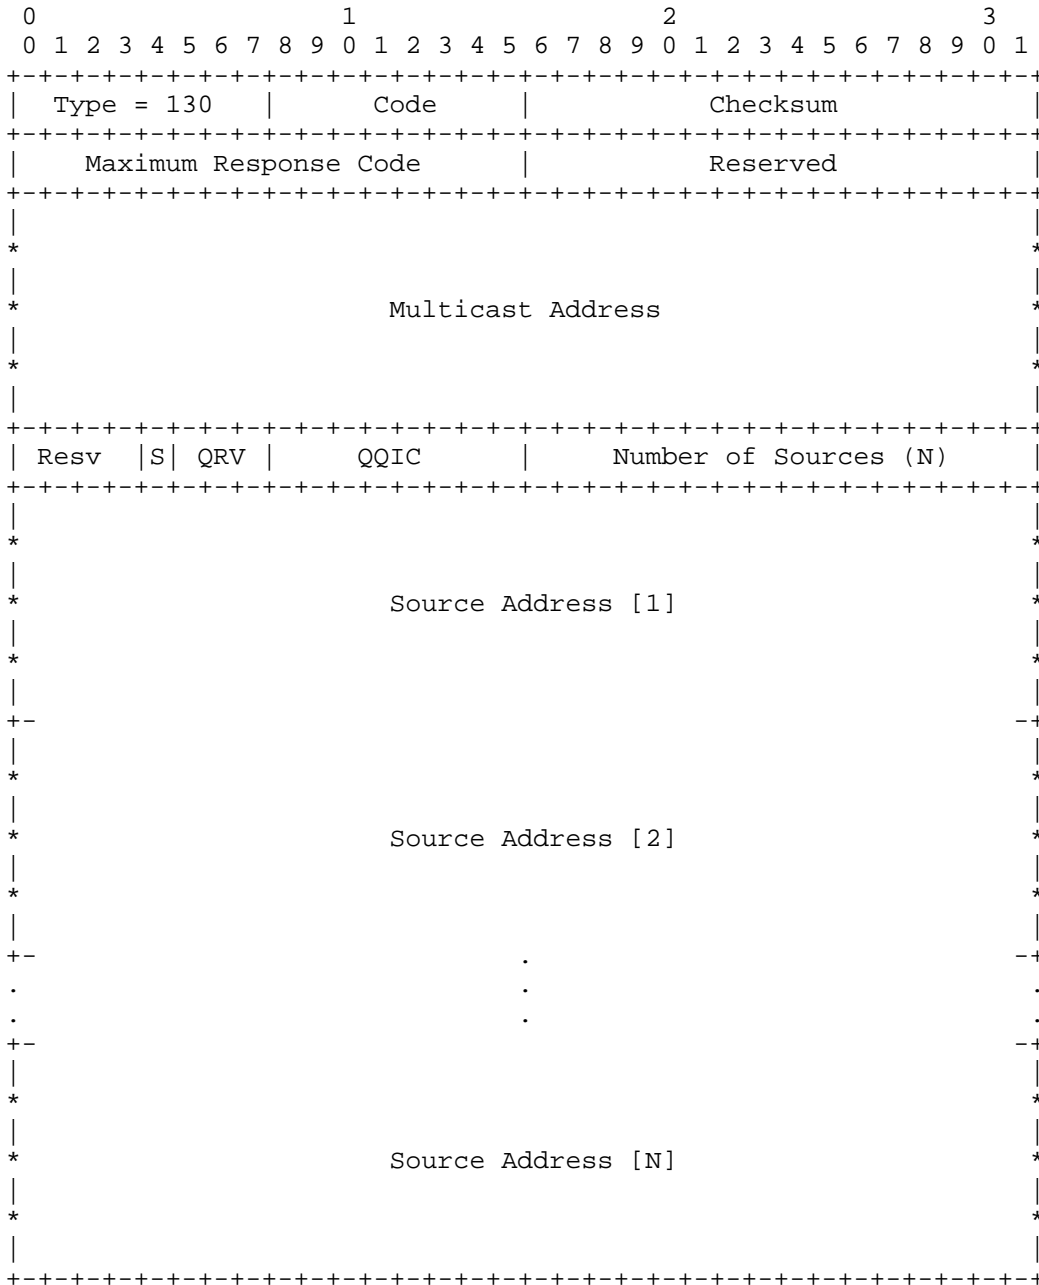 0                   1                   2                   3
 0 1 2 3 4 5 6 7 8 9 0 1 2 3 4 5 6 7 8 9 0 1 2 3 4 5 6 7 8 9 0 1
+-+-+-+-+-+-+-+-+-+-+-+-+-+-+-+-+-+-+-+-+-+-+-+-+-+-+-+-+-+-+-+-+
|  Type = 130   |      Code     |           Checksum            |
+-+-+-+-+-+-+-+-+-+-+-+-+-+-+-+-+-+-+-+-+-+-+-+-+-+-+-+-+-+-+-+-+
|    Maximum Response Code      |           Reserved            |
+-+-+-+-+-+-+-+-+-+-+-+-+-+-+-+-+-+-+-+-+-+-+-+-+-+-+-+-+-+-+-+-+
|                                                               |
*                                                               *
|                                                               |
*                       Multicast Address                       *
|                                                               |
*                                                               *
|                                                               |
+-+-+-+-+-+-+-+-+-+-+-+-+-+-+-+-+-+-+-+-+-+-+-+-+-+-+-+-+-+-+-+-+
| Resv  |S| QRV |     QQIC      |     Number of Sources (N)     |
+-+-+-+-+-+-+-+-+-+-+-+-+-+-+-+-+-+-+-+-+-+-+-+-+-+-+-+-+-+-+-+-+
|                                                               |
*                                                               *
|                                                               |
*                       Source Address [1]                      *
|                                                               |
*                                                               *
|                                                               |
+-                                                             -+
|                                                               |
*                                                               *
|                                                               |
*                       Source Address [2]                      *
|                                                               |
*                                                               *
|                                                               |
+-                              .                              -+
.                               .                               .
.                               .                               .
+-                                                             -+
|                                                               |
*                                                               *
|                                                               |
*                       Source Address [N]                      *
|                                                               |
*                                                               *
|                                                               |
+-+-+-+-+-+-+-+-+-+-+-+-+-+-+-+-+-+-+-+-+-+-+-+-+-+-+-+-+-+-+-+-+